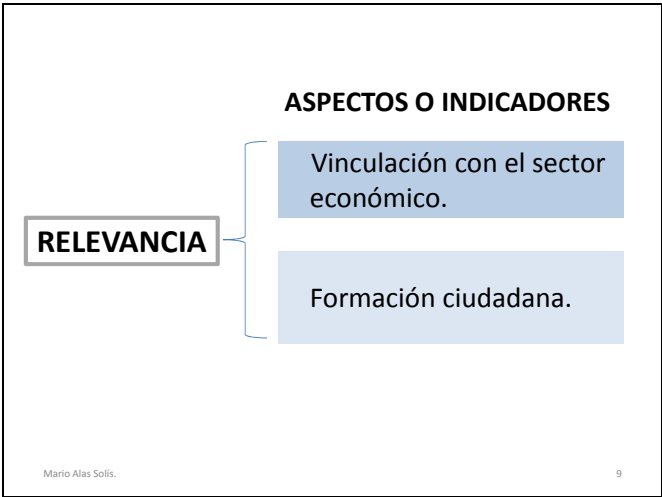 ASPECTOS O INDICADORES
Vinculación con el sector
económico.
RELEVANCIA
Formación ciudadana.
Mario Alas Solís.
9